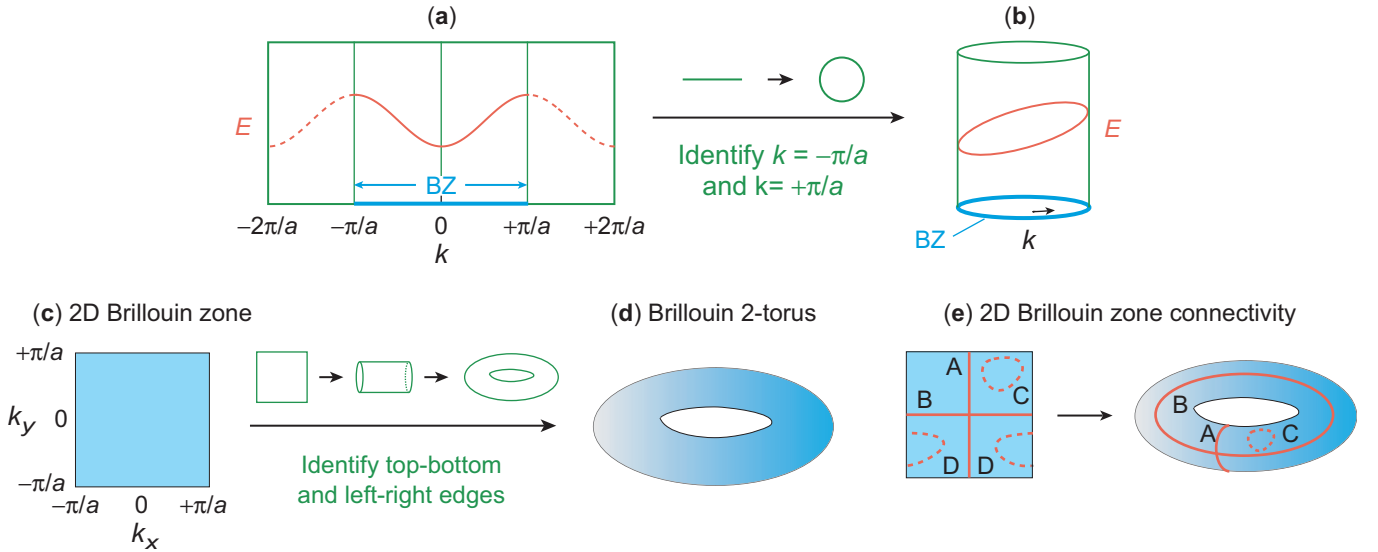 (a)
(b)
E
BZ
−2π/a −π/a 0 +π/a +2π/a
k
Identify k = −π/a
and k= +π/a
E
BZ
k
(c) 2D Brillouin zone
(d) Brillouin 2-torus
(e) 2D Brillouin zone connectivity
+π/a
k_y 0
−π/a
−π/a 0 +π/a
k_x
Identify top-bottom
and left-right edges
A
B C
D D
B
A C